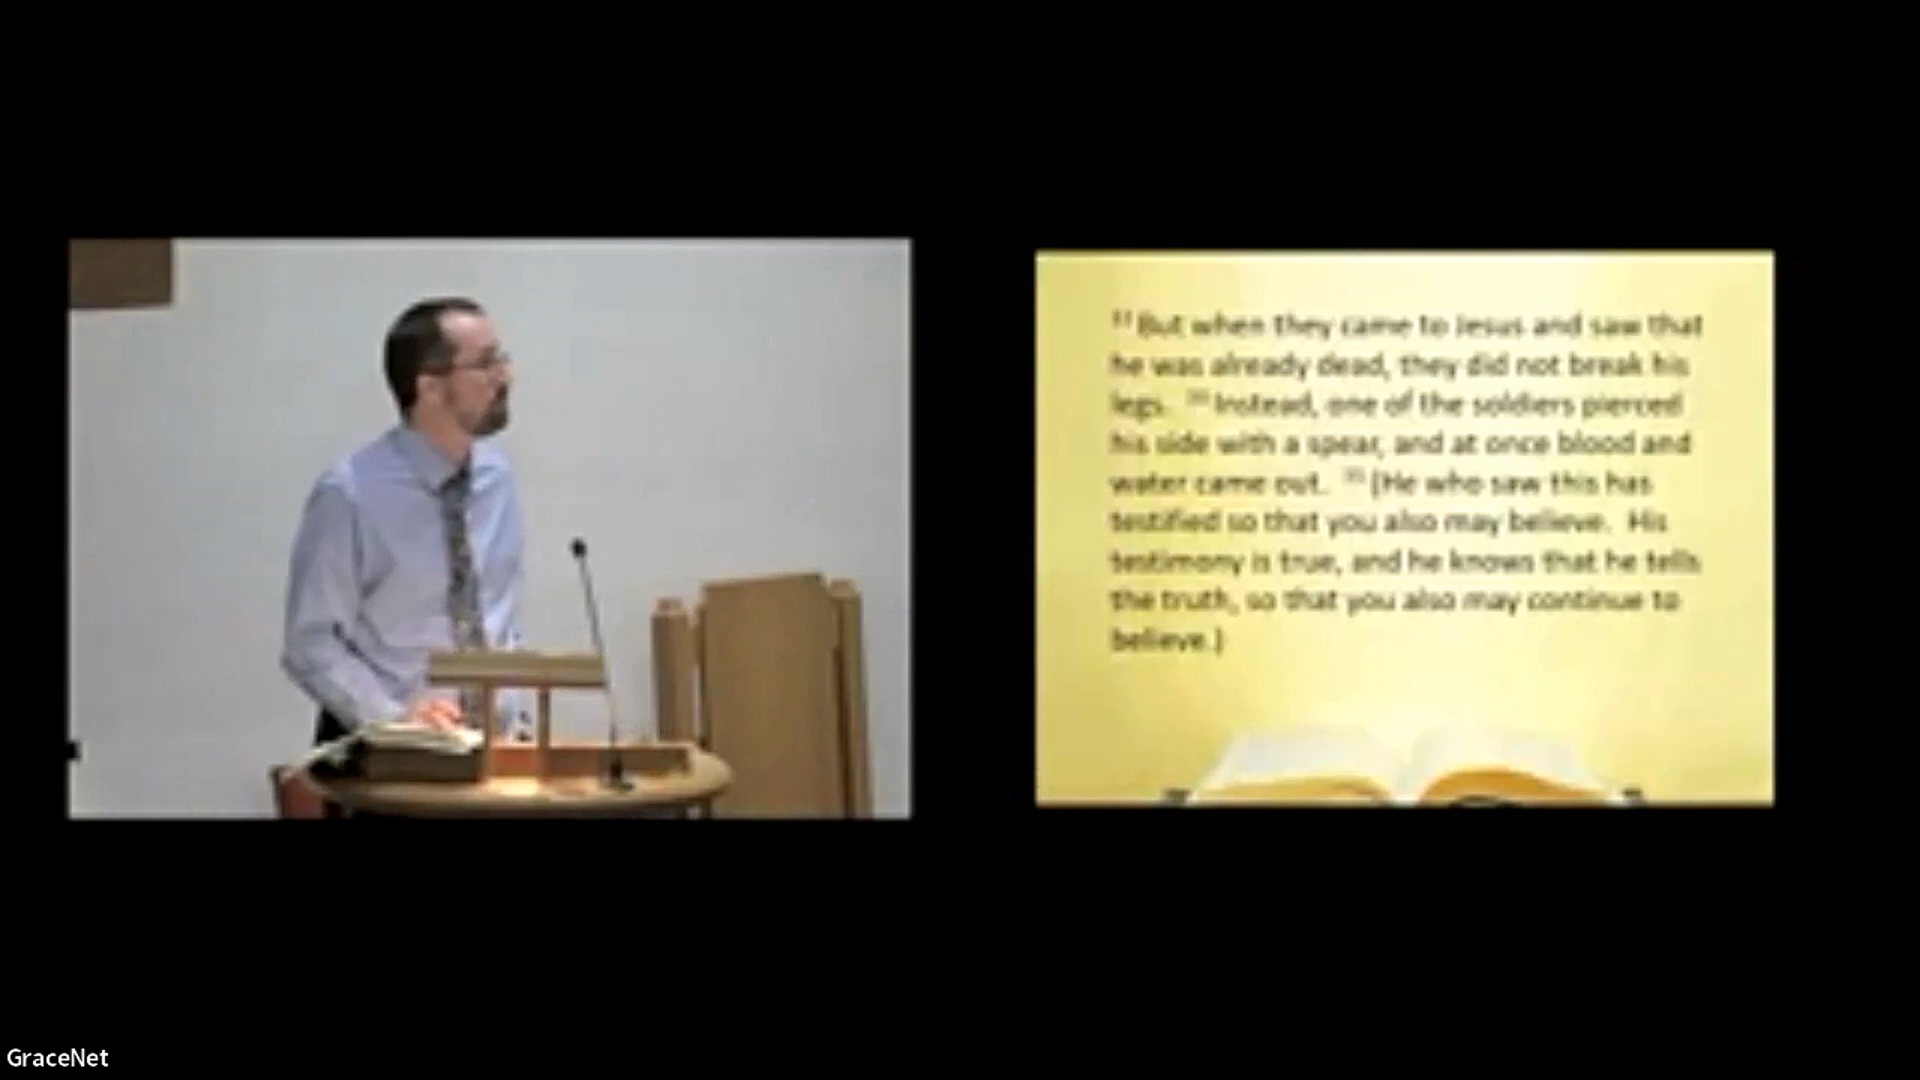 But when they came to Jesus and saw that
he was already dead, they did not break his
legs. Instead, one of the soldiers pierced
his side with a spear, and at once blood and
water came out. (He who saw this has
testified so that you also may believe. His
testimony is true, and he knows that he tells
the truth, so that you also may continue to
believe.)
GraceNet